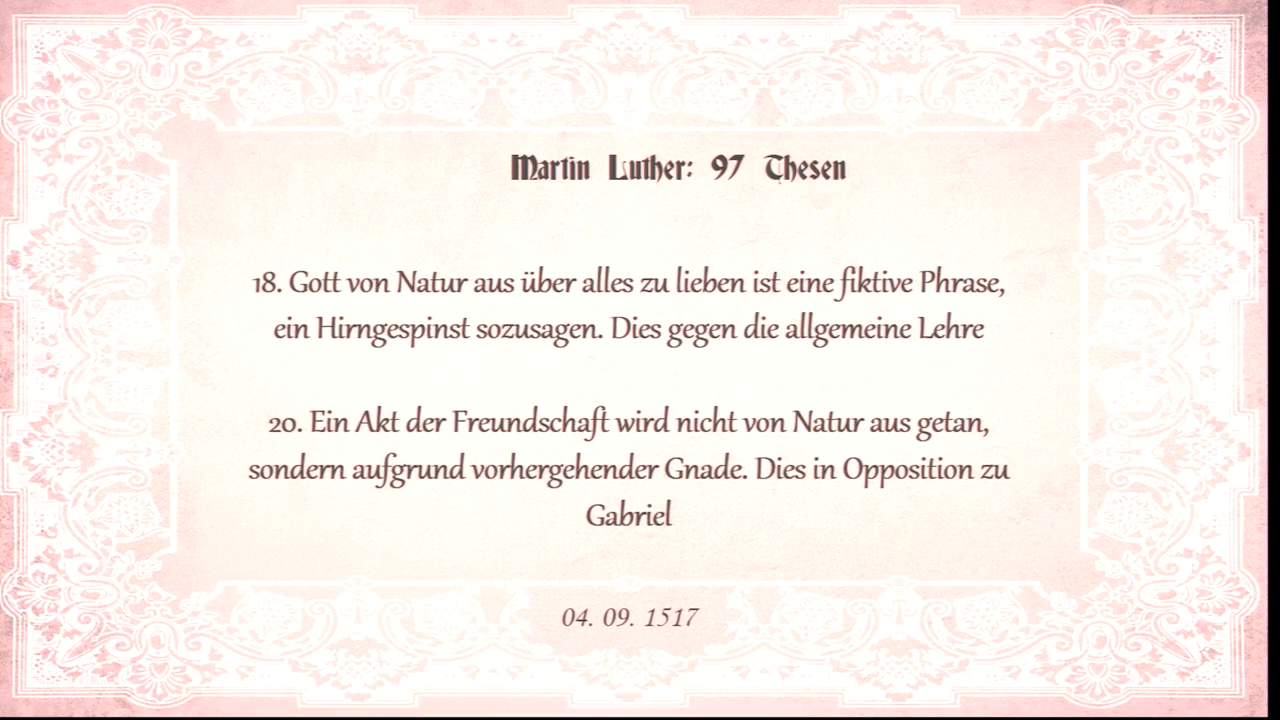 Martin Luther: 97 Thesen
18. Gott von Natur aus über alles zu lieben ist eine fiktive Phrase,
ein Hirngespinst sozusagen. Dies gegen die allgemeine Lehre
20. Ein Akt der Freundschaft wird nicht von Natur aus getan,
sondern aufgrund vorhergehender Gnade. Dies in Opposition zu
Gabriel
04. 09. 1517